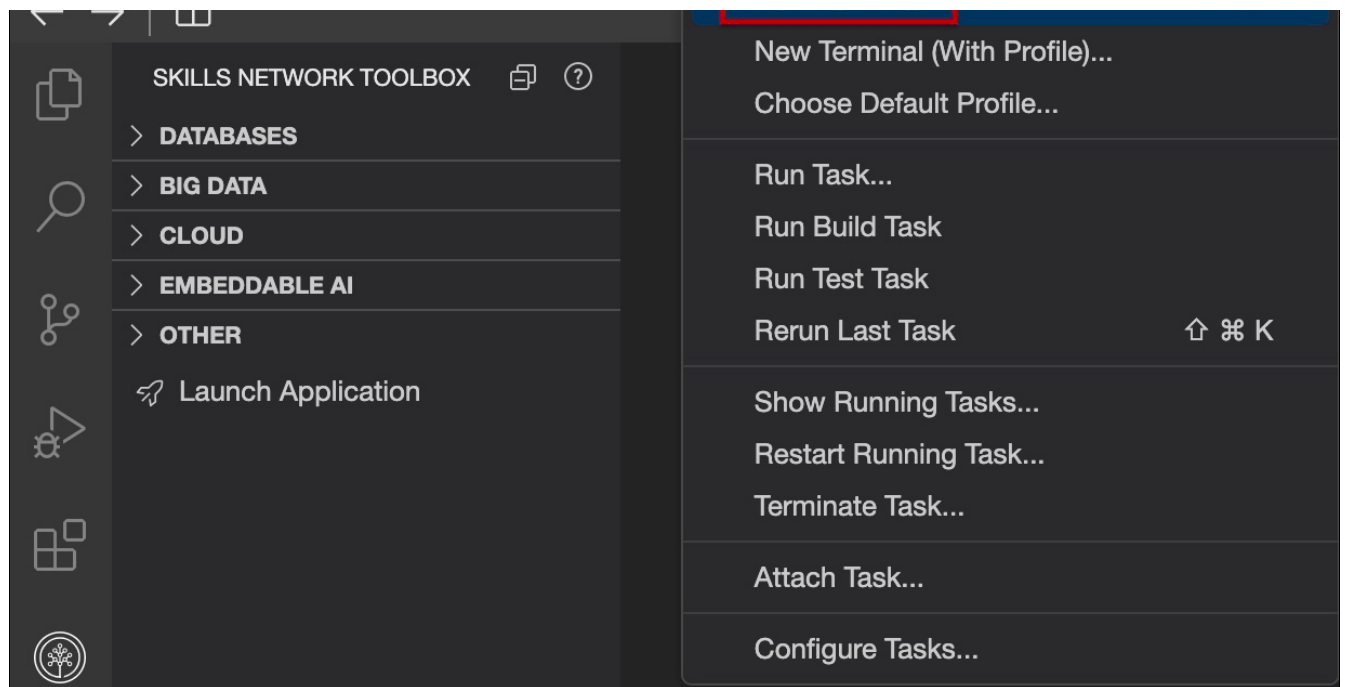 SKILLS NETWORK TOOLBOX
DATABASES
BIG DATA
CLOUD
EMBEDDABLE AI
OTHER
Launch Application
New Terminal (With Profile)...
Choose Default Profile...
Run Task...
Run Build Task
Run Test Task
Rerun Last Task ⇧ ⌘ K
Show Running Tasks...
Restart Running Task...
Terminate Task...
Attach Task...
Configure Tasks...